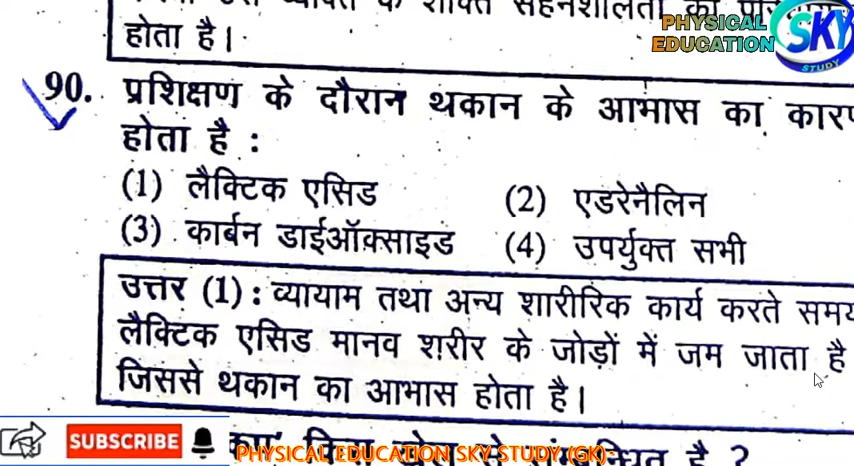 होता है।
PHYSICAL
EDUCATION
SKY
STUDY
90. प्रशिक्षण के दौरान थकान के आभास का
होता है :
(1) लैक्टिक एसिड (2) एडरेनैलिन
(3) कार्बन डाईऑक्साइड (4) उपर्युक्त सभी
उत्तर (1) : व्यायाम तथा अन्य शारीरिक कार्य करते समय
लैक्टिक एसिड मानव शरीर के जोड़ों में जम जाता है
जिससे थकान का आभास होता है।
SUBSCRIBE
PHYSICAL EDUCATION SKY STUDY (GK)